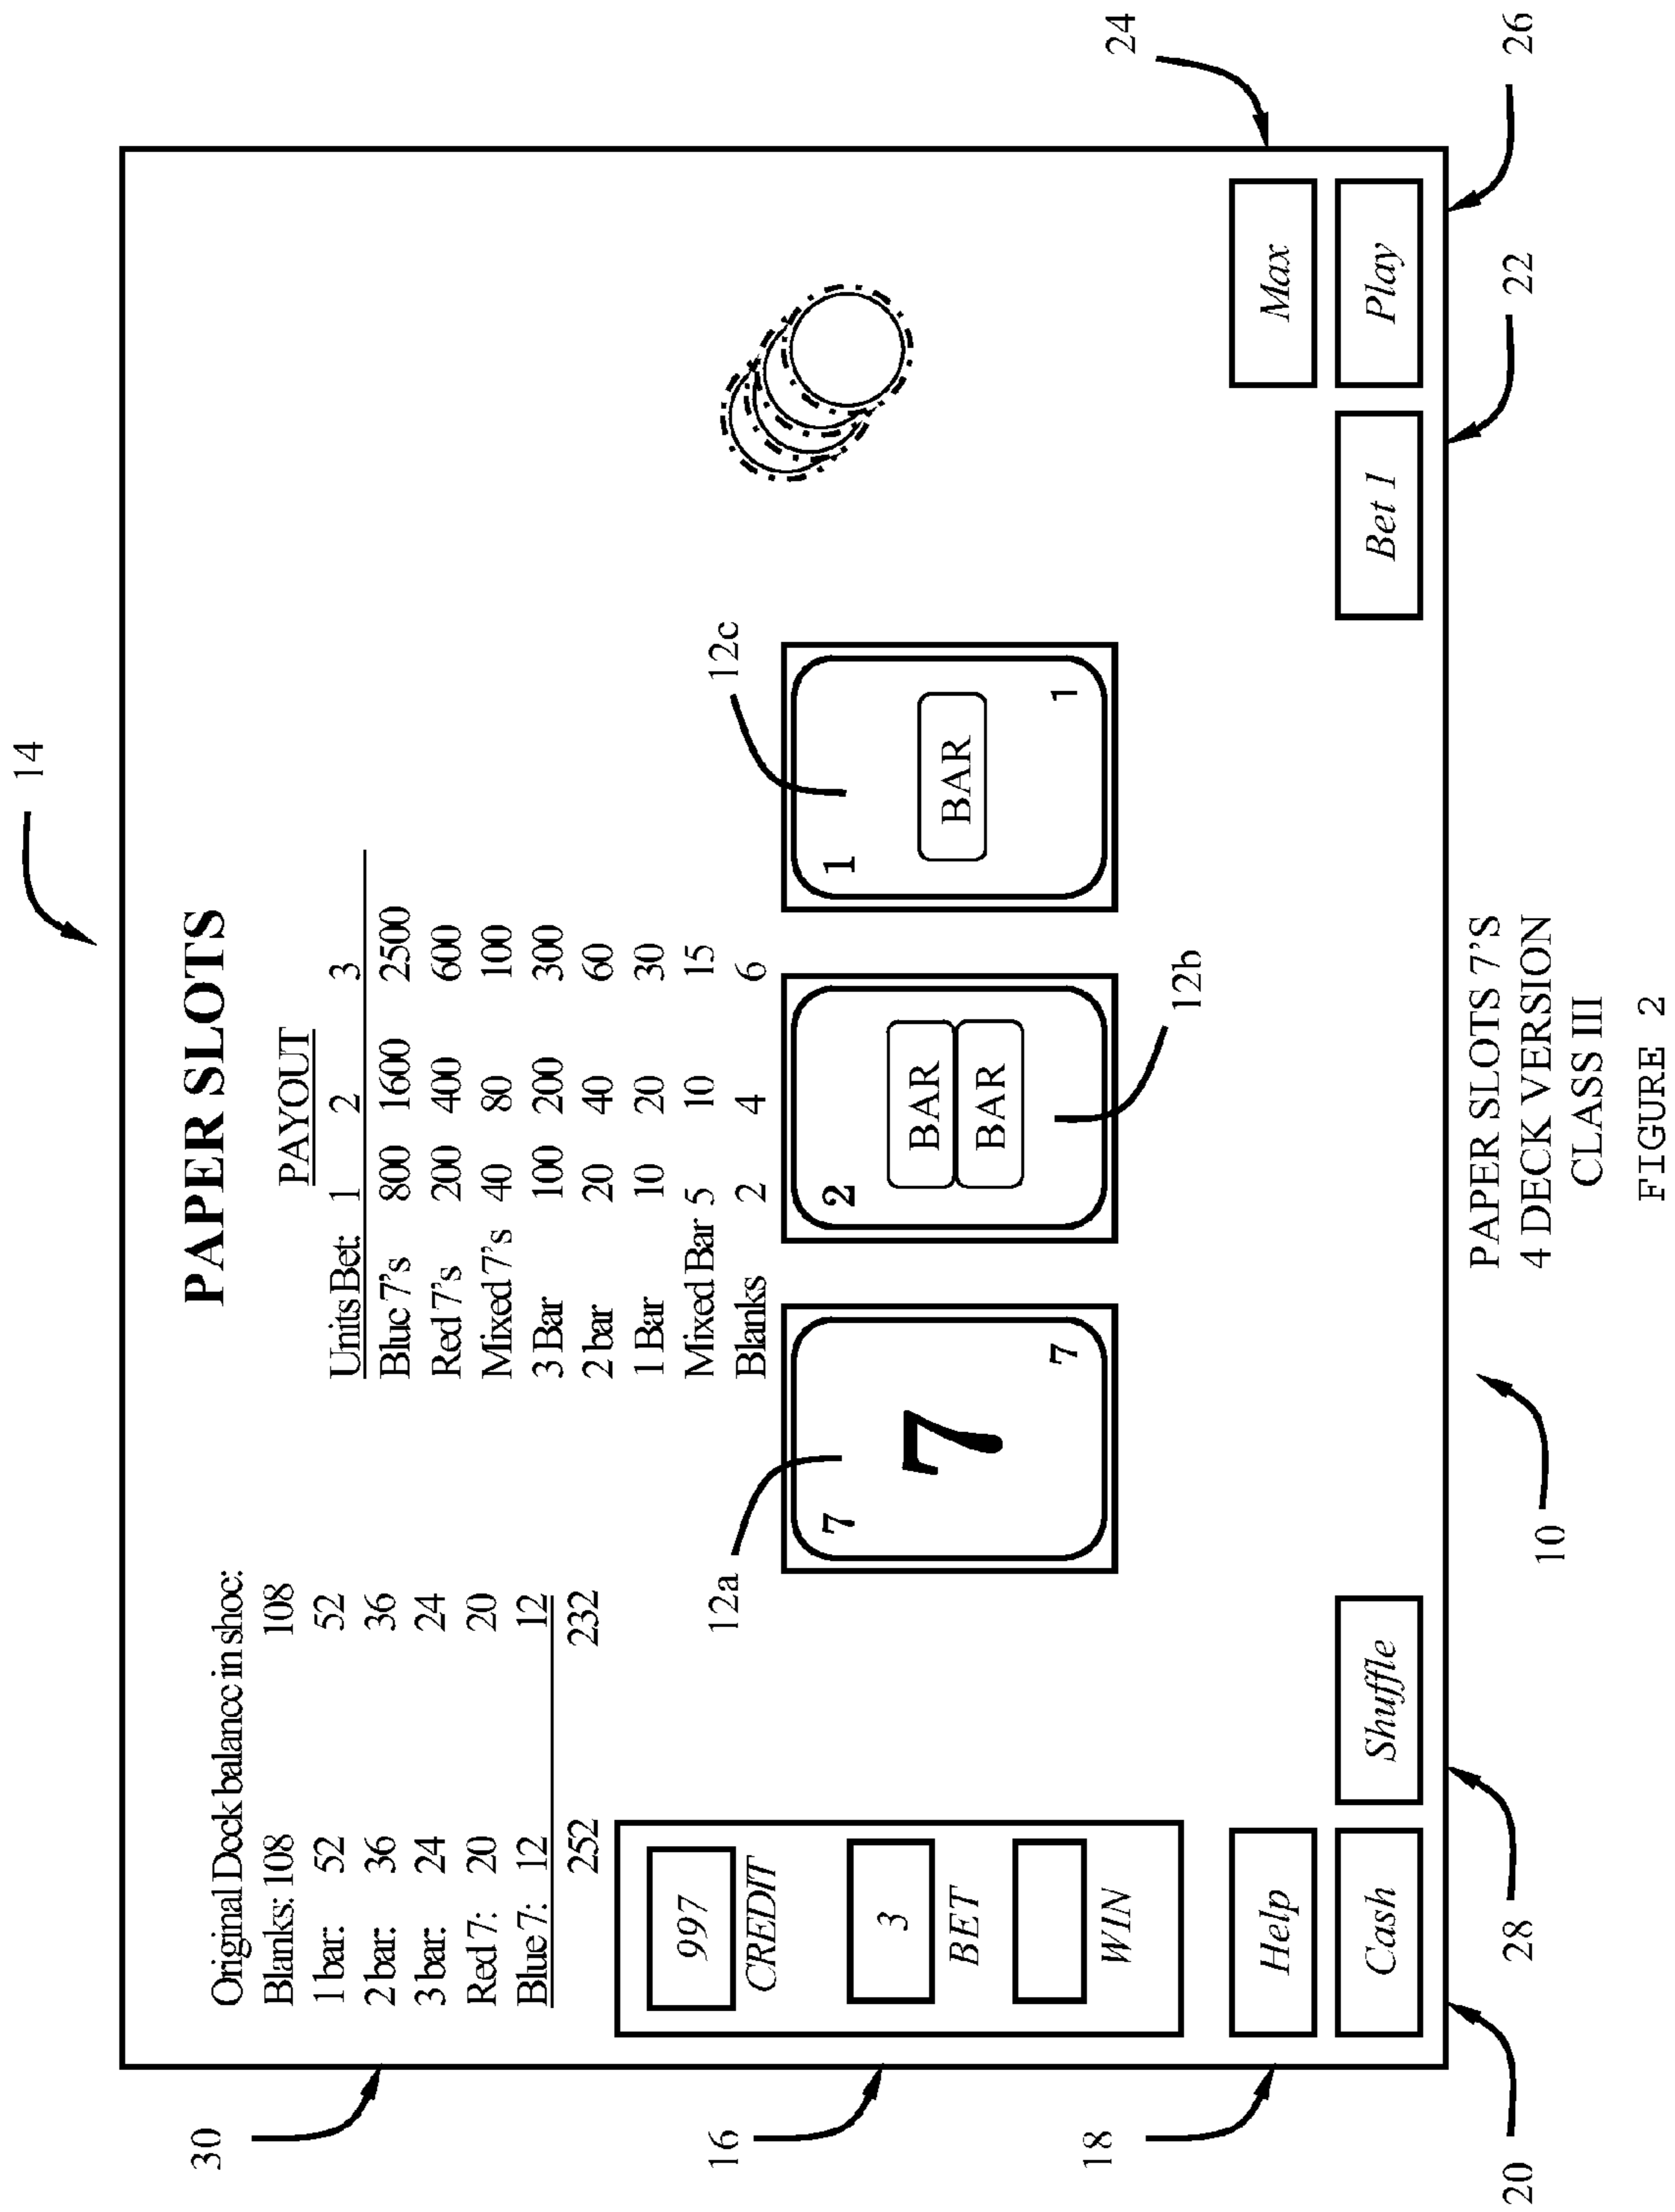 14
PAPER SLOTS
Original Deck balance in shoe:
Blanks: 108 108
1 bar: 52 52
2 bar: 36 36
3 bar: 24 24
Red 7: 20 20
Blue 7: 12 12
252 232
PAYOUT
Units Bet: 1 2 3
Blue 7's 800 1600 2500
Red 7's 200 400 600
Mixed 7's 40 80 100
3 Bar 100 200 300
2 bar 20 40 60
1 Bar 10 20 30
Mixed Bar 5 10 15
Blanks 2 4 6
30
16
18
20
28
10
22
26
24
12a
12b
12c
997
CREDIT
3
BET
WIN
7
7
7
2
BAR
BAR
1
BAR
1
Help
Cash
Shuffle
Bet 1
Max
Play
PAPER SLOTS 7'S
4 DECK VERSION
CLASS III
FIGURE 2